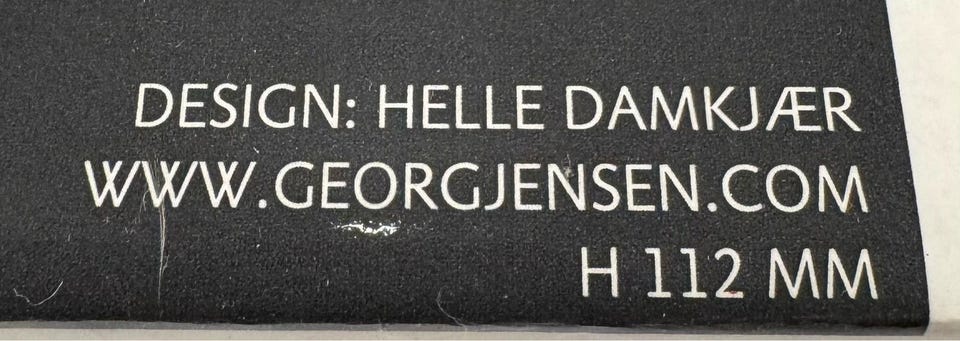 DESIGN: HELLE DAMKJÆR
WWW.GEORGJENSEN.COM
H 112 MM